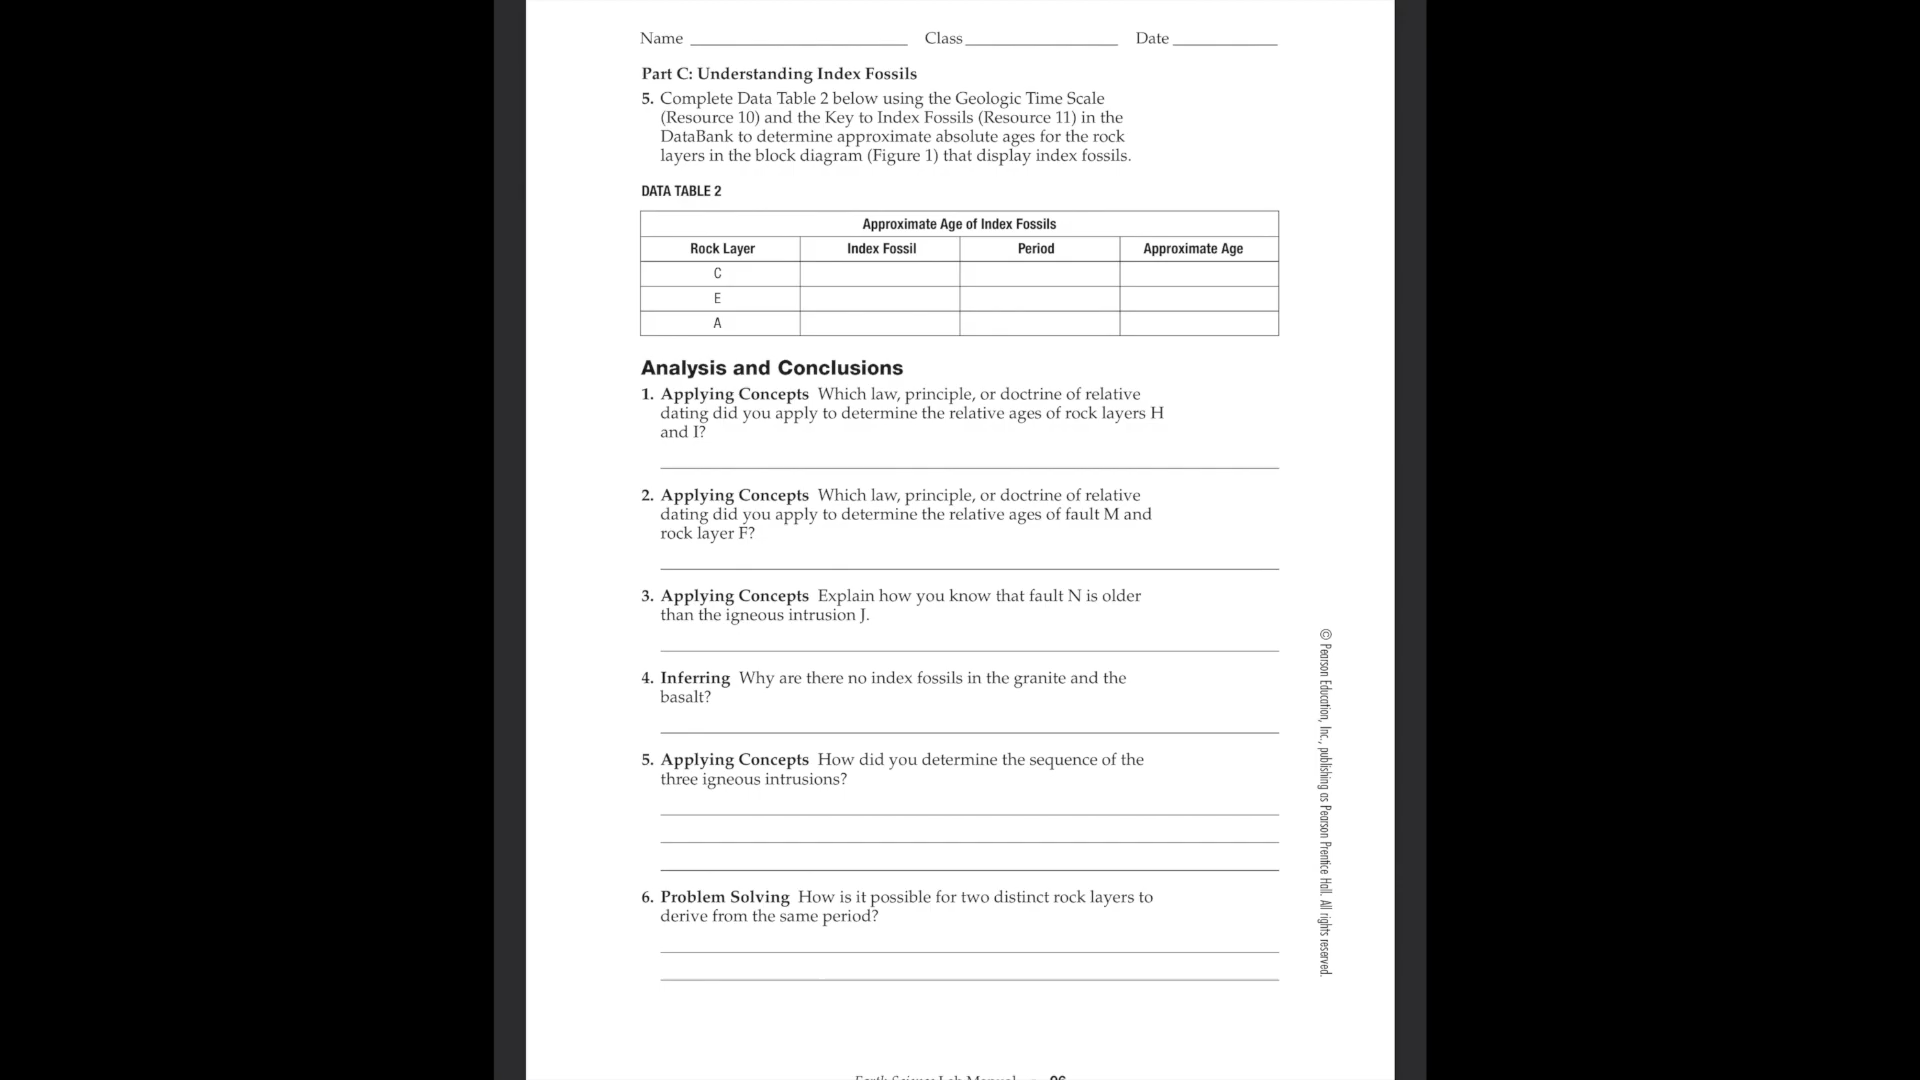 Name Class Date
Part C: Understanding Index Fossils
5. Complete Data Table 2 below using the Geologic Time Scale
(Resource 10) and the Key to Index Fossils (Resource 11) in the
DataBank to determine approximate absolute ages for the rock
layers in the block diagram (Figure 1) that display index fossils.
DATA TABLE 2
Approximate Age of Index Fossils
Rock Layer Index Fossil Period Approximate Age
C
E
A
Analysis and Conclusions
1. Applying Concepts Which law, principle, or doctrine of relative
dating did you apply to determine the relative ages of rock layers H
and I?
2. Applying Concepts Which law, principle, or doctrine of relative
dating did you apply to determine the relative ages of fault M and
rock layer F?
3. Applying Concepts Explain how you know that fault N is older
than the igneous intrusion J.
4. Inferring Why are there no index fossils in the granite and the
basalt?
5. Applying Concepts How did you determine the sequence of the
three igneous intrusions?
6. Problem Solving How is it possible for two distinct rock layers to
derive from the same period?
© Pearson Education, Inc., publishing as Pearson Prentice Hall. All rights reserved.
Earth Science Lab Manual